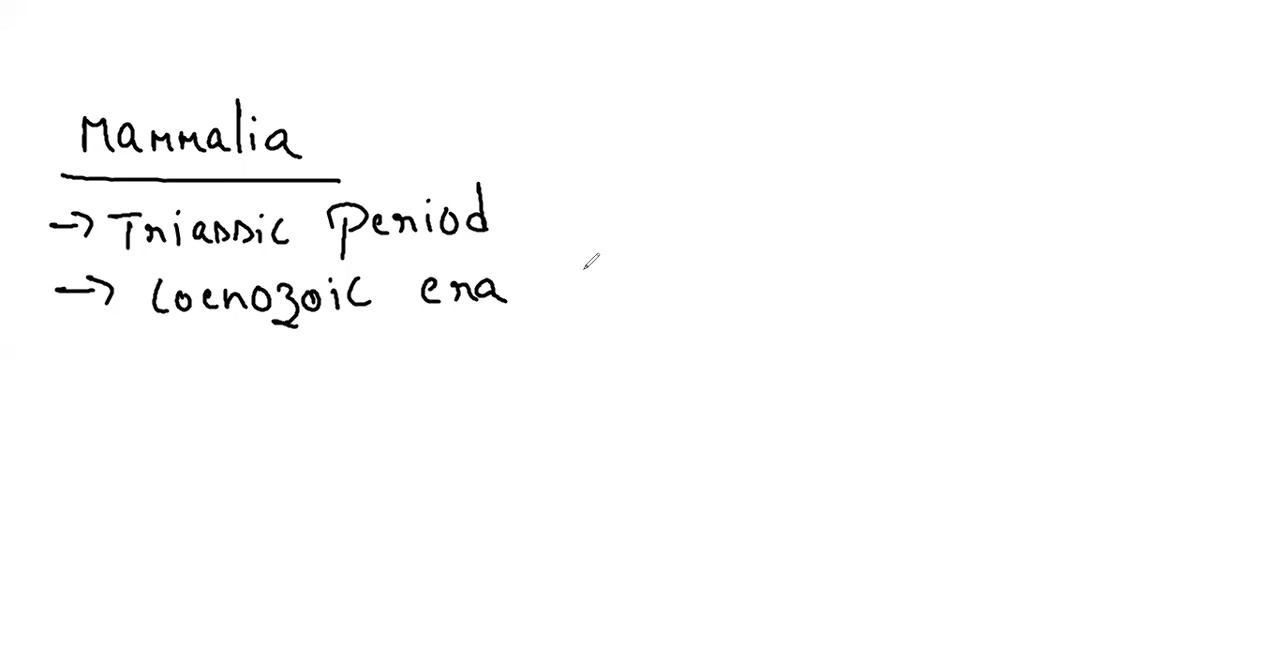 Mammalia
→ Triassic Period
→ Coenozoic era